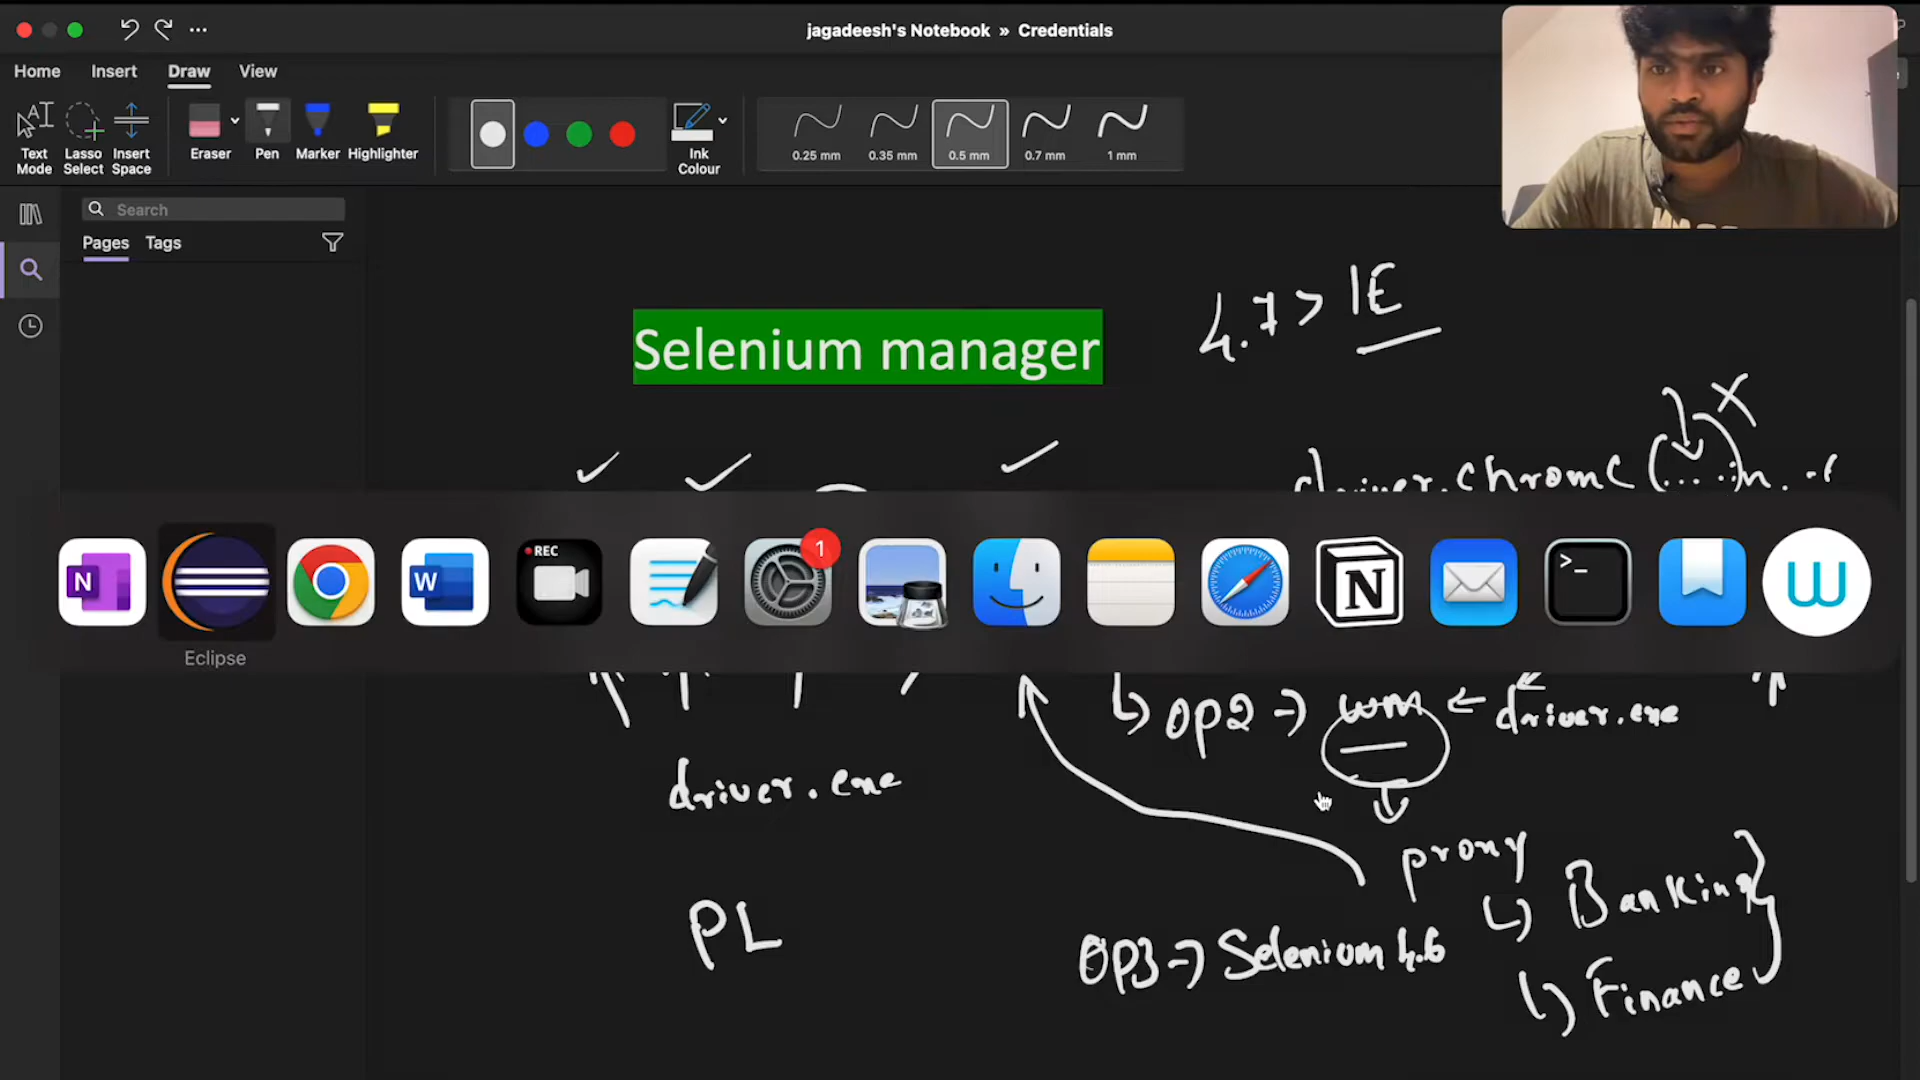 jagadeesh's Notebook » Credentials
Home Insert Draw View
Text Mode
Lasso Select
Insert Space
Eraser
Pen
Marker
Highlighter
Ink Colour
0.25 mm
0.35 mm
0.5 mm
0.7 mm
1 mm
Search
Pages Tags
4.7 > IE
Selenium manager
X
driver.chrome (.....
REC
1
N
W
N
>_
Eclipse
OP2 → WM ← driver.exe
driver.exe
proxy
Banking
PL
OP3 → Selenium 4.6
Finance